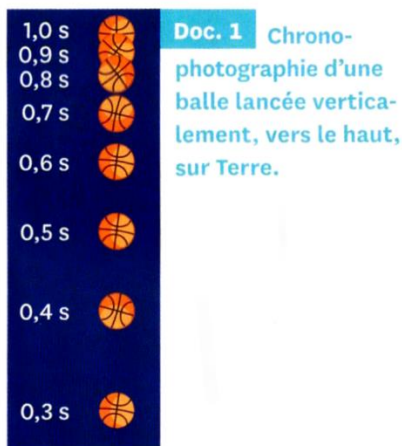 1,0 s
0,9 s
0,8 s
0,7 s
0,6 s
0,5 s
0,4 s
0,3 s
Doc. 1 Chrono-
photographie d'une
balle lancée vertica-
lement, vers le haut,
sur Terre.